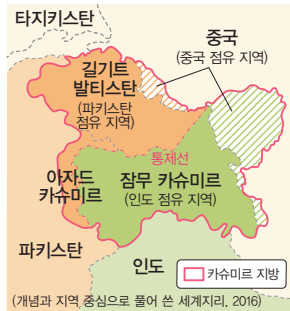 타지키스탄
중국
(중국 점유 지역)
길기트
발티스탄
(파키스탄
점유 지역)
통제선
아자드
카슈미르
잠무 카슈미르
(인도 점유 지역)
파키스탄
인도
카슈미르 지방
(개념과 지역 중심으로 풀어 쓴 세계지리, 2016)